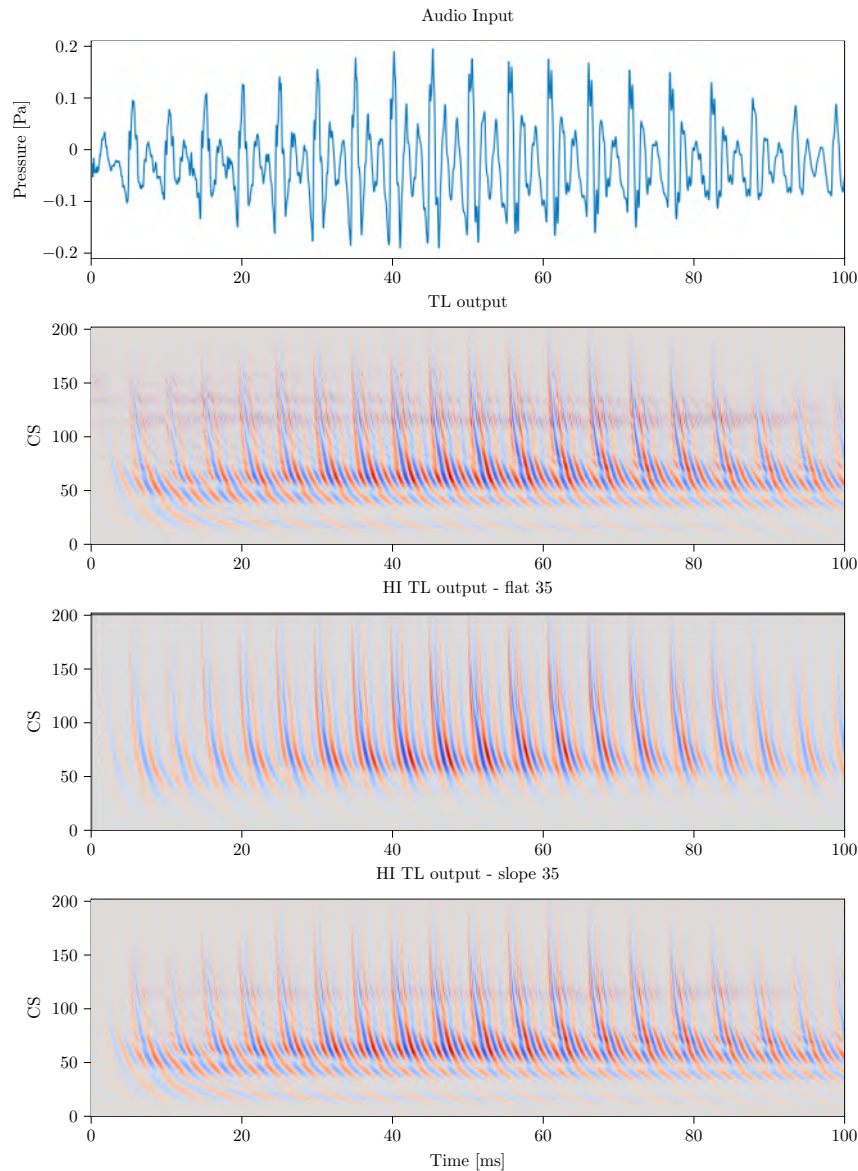 Audio Input
0.2
0.1
0
−0.1
−0.2
Pressure [Pa]
0 20 40 60 80 100
TL output
200
150
100
50
0
CS
0 20 40 60 80 100
HI TL output - flat 35
200
150
100
50
0
CS
0 20 40 60 80 100
HI TL output - slope 35
200
150
100
50
0
CS
0 20 40 60 80 100
Time [ms]